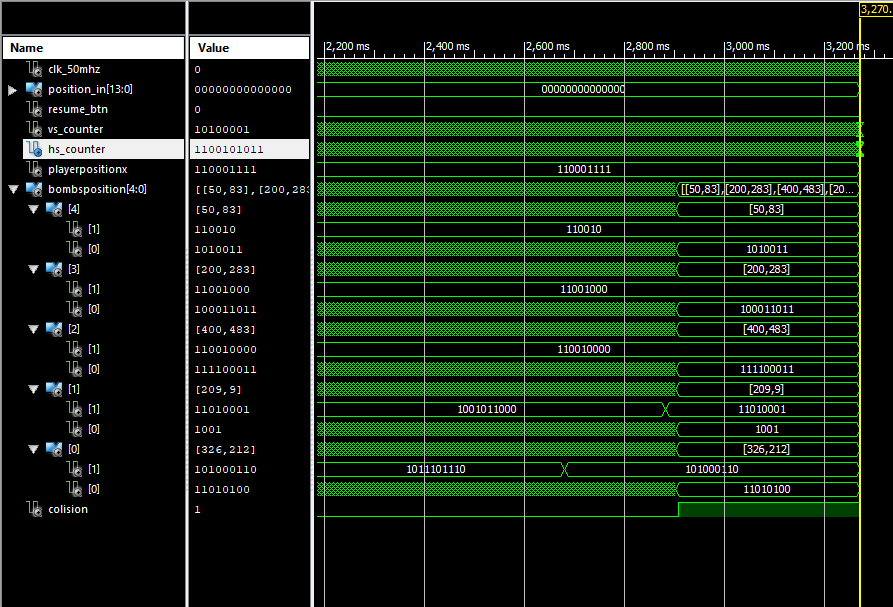 3,270.
Name Value 2,200 ms 2,400 ms 2,600 ms 2,800 ms 3,000 ms 3,200 ms
clk_50mhz 0
position_in[13:0] 00000000000000 00000000000000
resume_btn 0
vs_counter 10100001
hs_counter 1100101011
playerpositionx 110001111 110001111
bombsposition[4:0] [[50,83],[200,283 [[50,83],[200,283],[400,483],[20...
[4] [50,83] [50,83]
[1] 110010 110010
[0] 1010011 1010011
[3] [200,283] [200,283]
[1] 11001000 11001000
[0] 100011011 100011011
[2] [400,483] [400,483]
[1] 110010000 110010000
[0] 111100011 111100011
[1] [209,9] [209,9]
[1] 11010001 1001011000 11010001
[0] 1001 1001
[0] [326,212] [326,212]
[1] 101000110 1011101110 101000110
[0] 11010100 11010100
colision 1